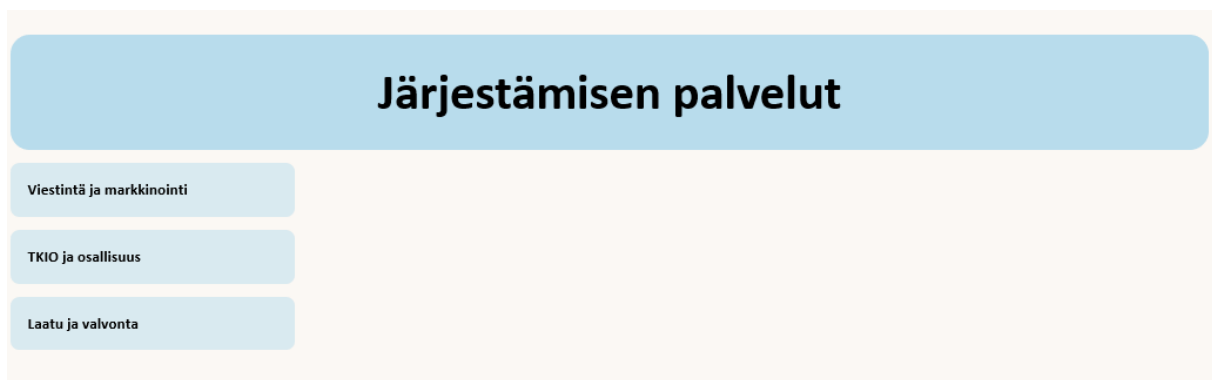 Järjestämisen palvelut
Viestintä ja markkinointi
TKIO ja osallisuus
Laatu ja valvonta